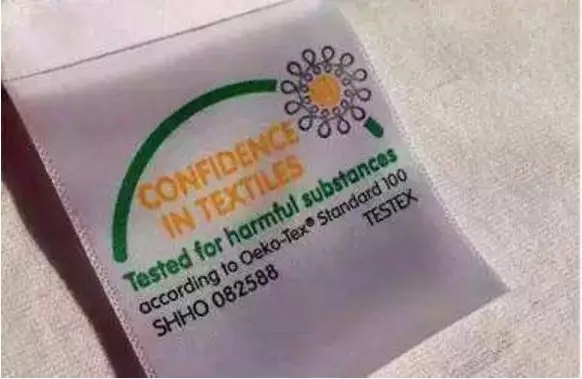 CONFIDENCE
IN TEXTILES
Tested for harmful substances
according to Oeko-Tex® Standard 100
SHHO 082588
TESTEX